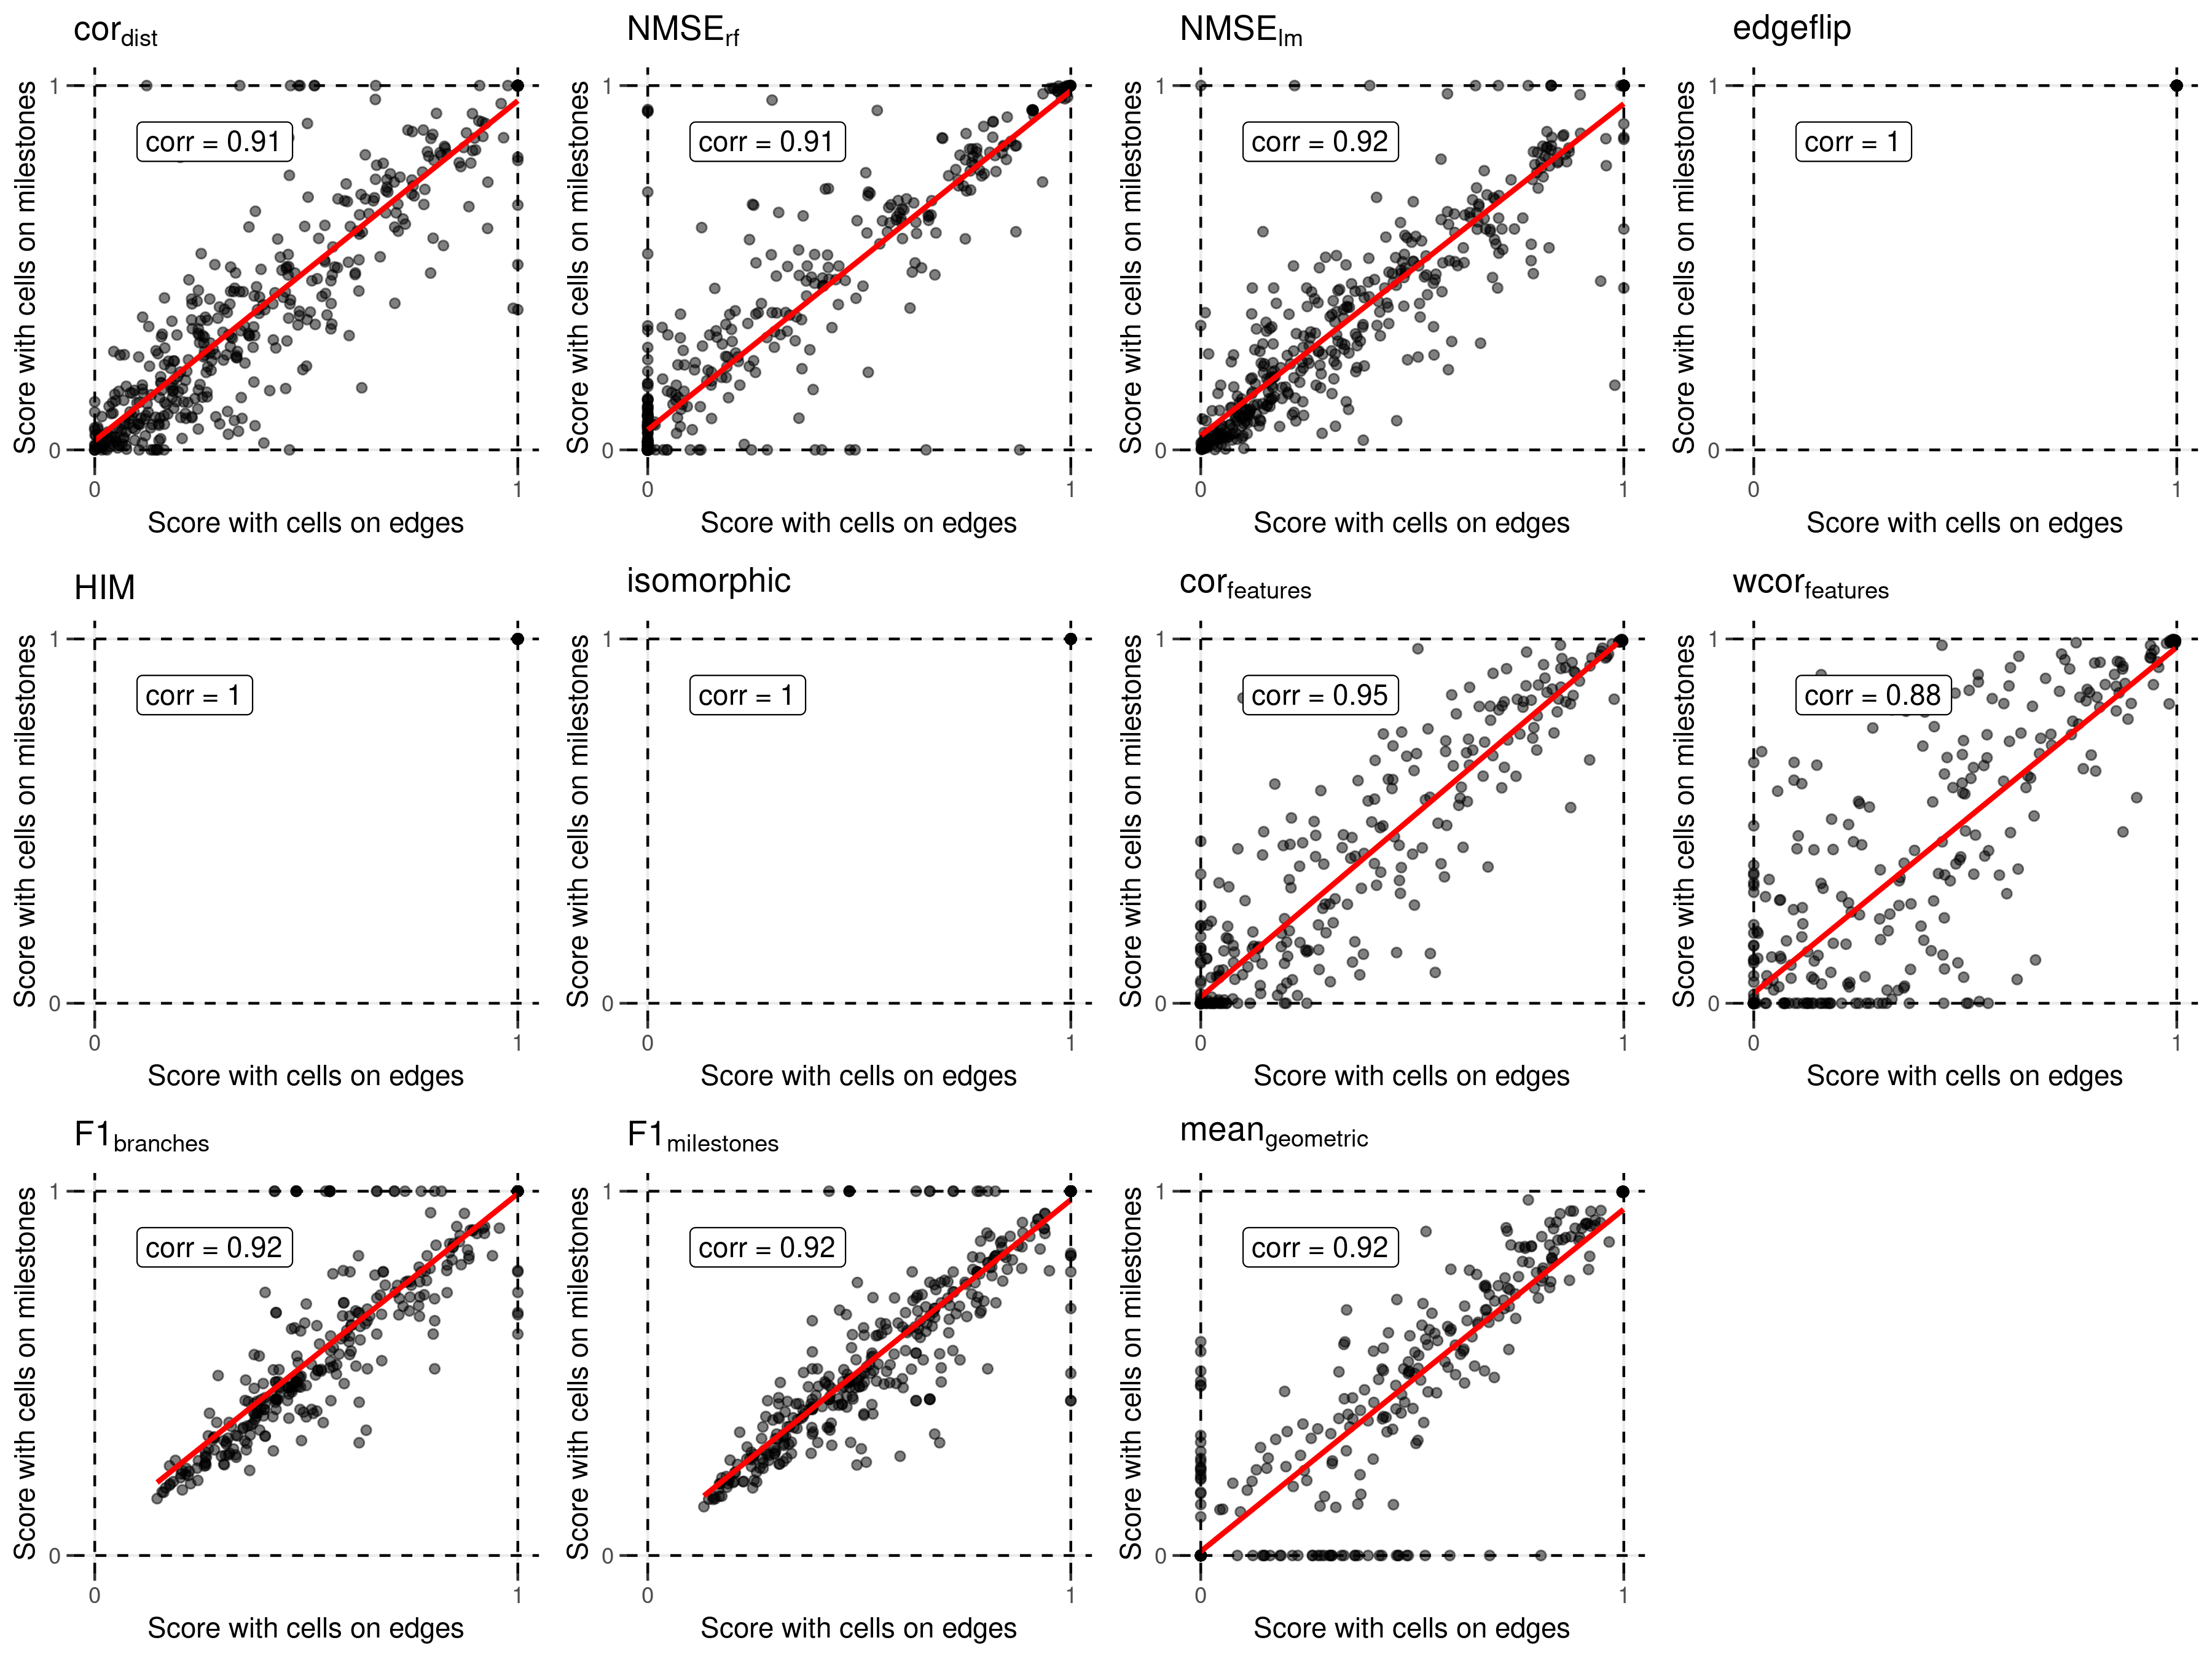 cor_dist
Score with cells on milestones
1
corr = 0.91
0
0 1
Score with cells on edges
NMSE_rf
Score with cells on milestones
1
corr = 0.91
0
0 1
Score with cells on edges
NMSE_lm
Score with cells on milestones
1
corr = 0.92
0
0 1
Score with cells on edges
edgeflip
Score with cells on milestones
1
corr = 1
0
0 1
Score with cells on edges
HIM
Score with cells on milestones
1
corr = 1
0
0 1
Score with cells on edges
isomorphic
Score with cells on milestones
1
corr = 1
0
0 1
Score with cells on edges
cor_features
Score with cells on milestones
1
corr = 0.95
0
0 1
Score with cells on edges
wcor_features
Score with cells on milestones
1
corr = 0.88
0
0 1
Score with cells on edges
F1_branches
Score with cells on milestones
1
corr = 0.92
0
0 1
Score with cells on edges
F1_milestones
Score with cells on milestones
1
corr = 0.92
0
0 1
Score with cells on edges
mean_geometric
Score with cells on milestones
1
corr = 0.92
0
0 1
Score with cells on edges